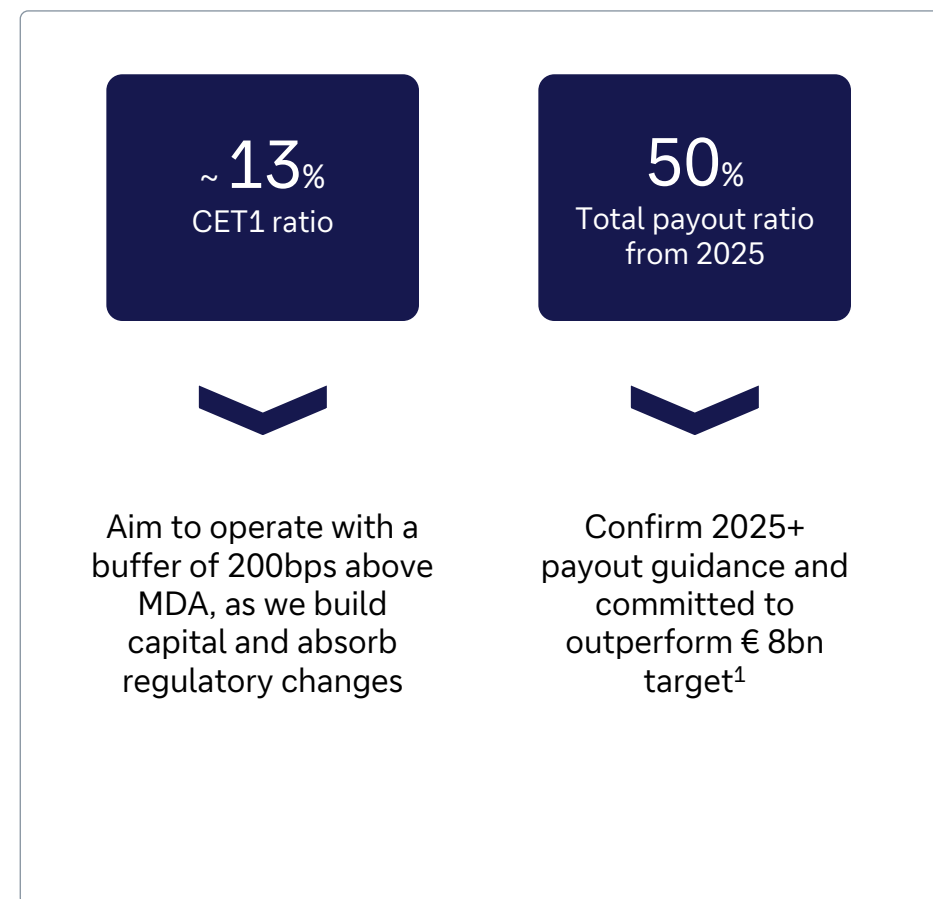 ~ 13%
CET1 ratio
Aim to operate with a
buffer of 200bps above
MDA, as we build
capital and absorb
regulatory changes
50%
Total payout ratio
from 2025
Confirm 2025+
payout guidance and
committed to
outperform € 8bn
target¹